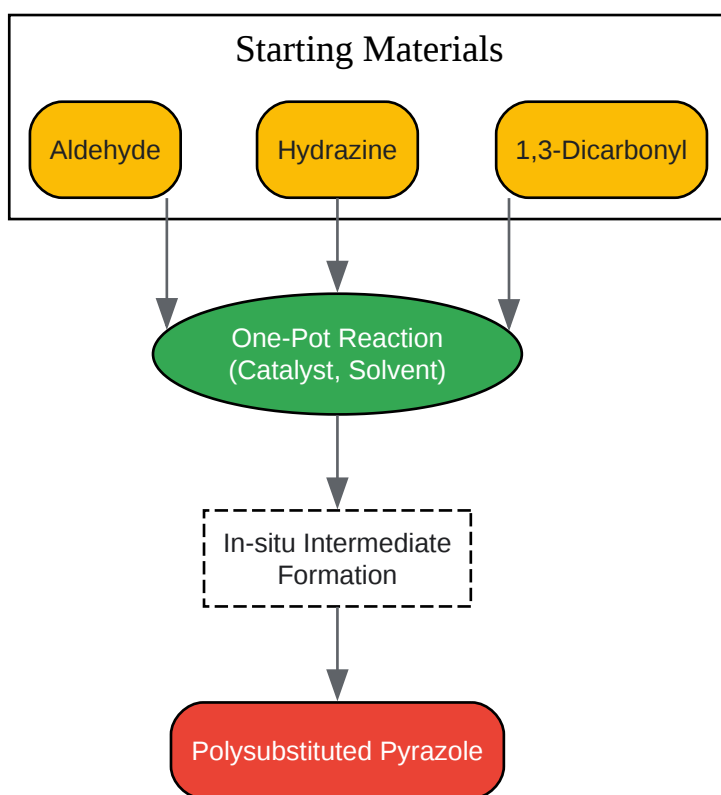 Starting Materials
Aldehyde
Hydrazine
1,3-Dicarbonyl
One-Pot Reaction
(Catalyst, Solvent)
In-situ Intermediate
Formation
Polysubstituted Pyrazole